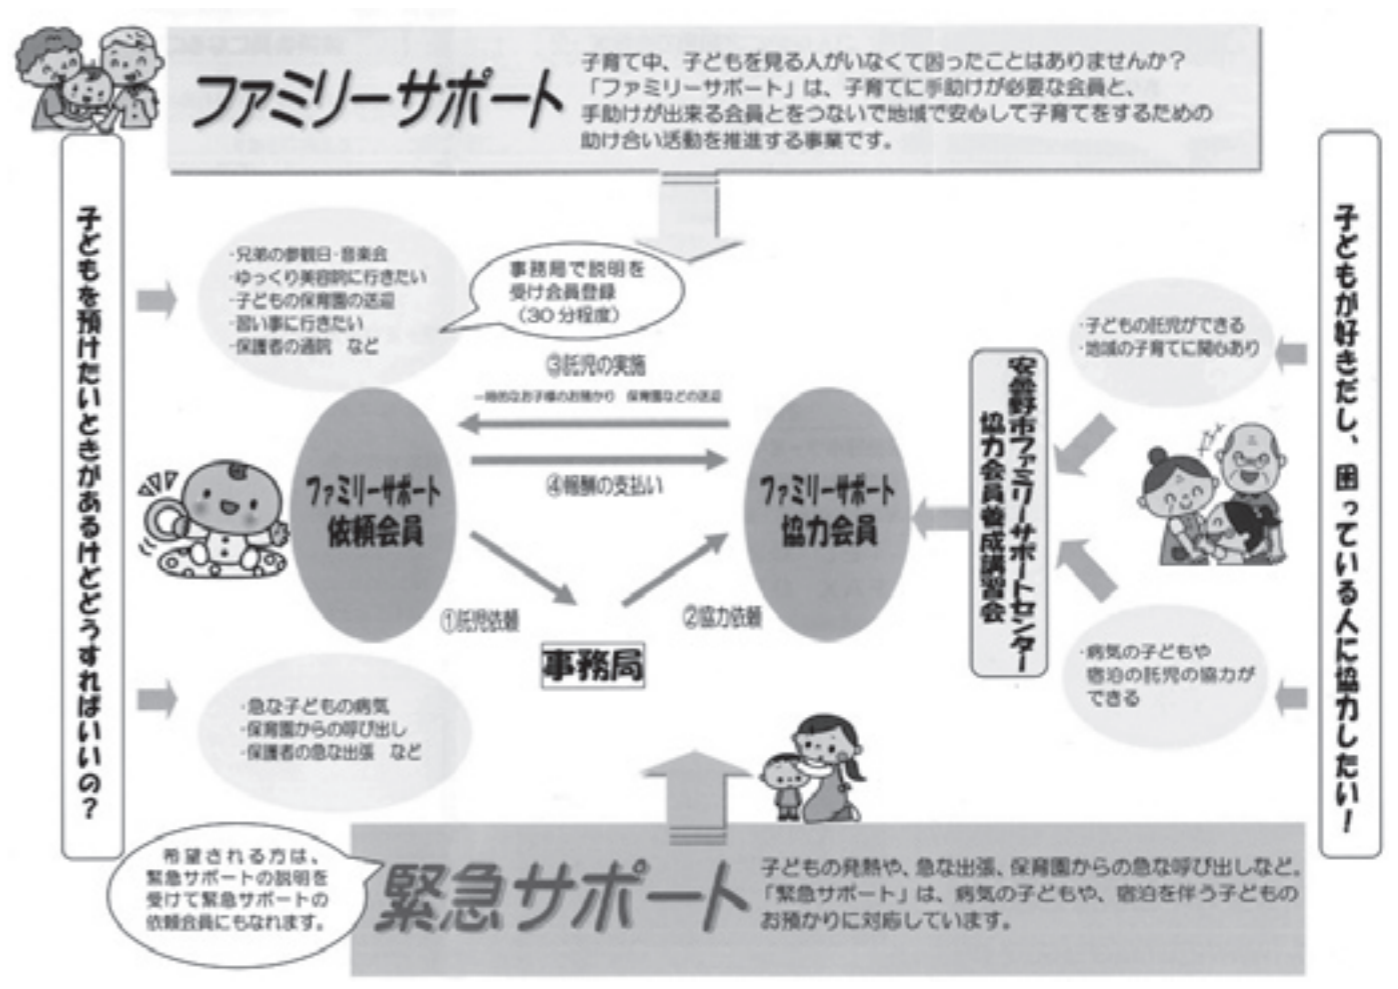 ファミリーサポート
子育て中、子どもを見る人がいなくて困ったことはありませんか？
「ファミリーサポート」は、子育てに手助けが必要な会員と、
手助けが出来る会員とをつないで地域で安心して子育てをするための
助け合い活動を推進する事業です。
子どもを預けたいときがあるけどどうすればいいの？
・兄弟の参観日・音楽会
・ゆっくり美容院に行きたい
・子どもの保育園の送迎
・習い事に行きたい
・保護者の通院　など
事務局で説明を
受け会員登録
（30分程度）
③託児の実施
一時的なお子様のお預かり　保育園などの送迎
④報酬の支払い
ファミリーサポート
依頼会員
ファミリーサポート
協力会員
①託児依頼
②協力依頼
事務局
安曇野市ファミリーサポートセンター
協力会員養成講習会
・子どもの託児ができる
・地域の子育てに関心あり
・病気の子どもや
宿泊の託児の協力が
できる
子どもが好きだし、困っている人に協力したい！
・急な子どもの病気
・保育園からの呼び出し
・保護者の急な出張　など
希望される方は、
緊急サポートの説明を
受けて緊急サポートの
依頼会員にもなれます。
緊急サポート
子どもの発熱や、急な出張、保育園からの急な呼び出しなど。
「緊急サポート」は、病気の子どもや、宿泊を伴う子どもの
お預かりに対応しています。